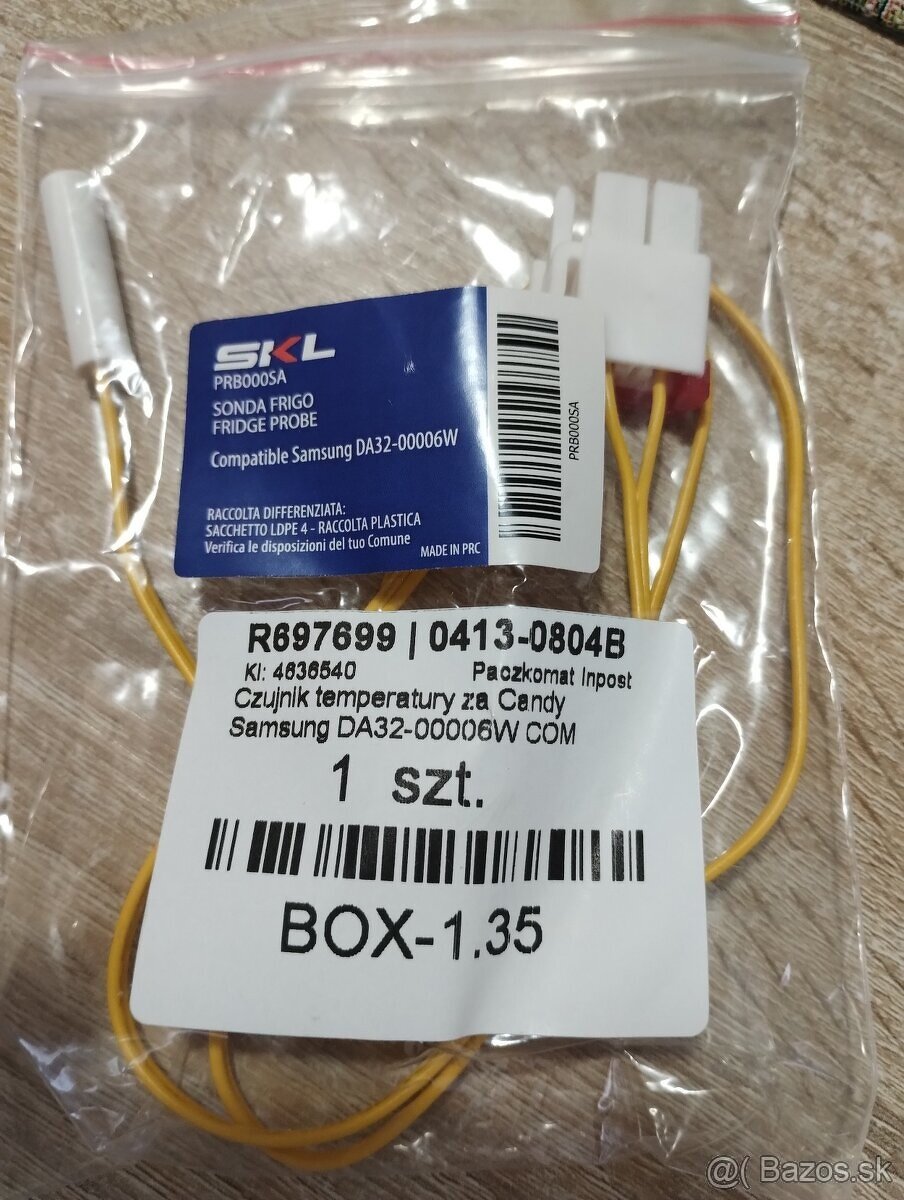 SKL
PRB000SA
SONDA FRIGO
FRIDGE PROBE
Compatible Samsung DA32-00006W
RACCOLTA DIFFERENZIATA:
SACCHETTO LDPE 4 - RACCOLTA PLASTICA
Verifica le disposizioni del tuo Comune
MADE IN PRC
PRB000SA
R697699 | 0413-0804B
Kl: 4636540 Paczkomat Inpost
Czujnik temperatury za Candy
Samsung DA32-00006W COM
1 szt.
BOX-1.35
@( Bazos.sk